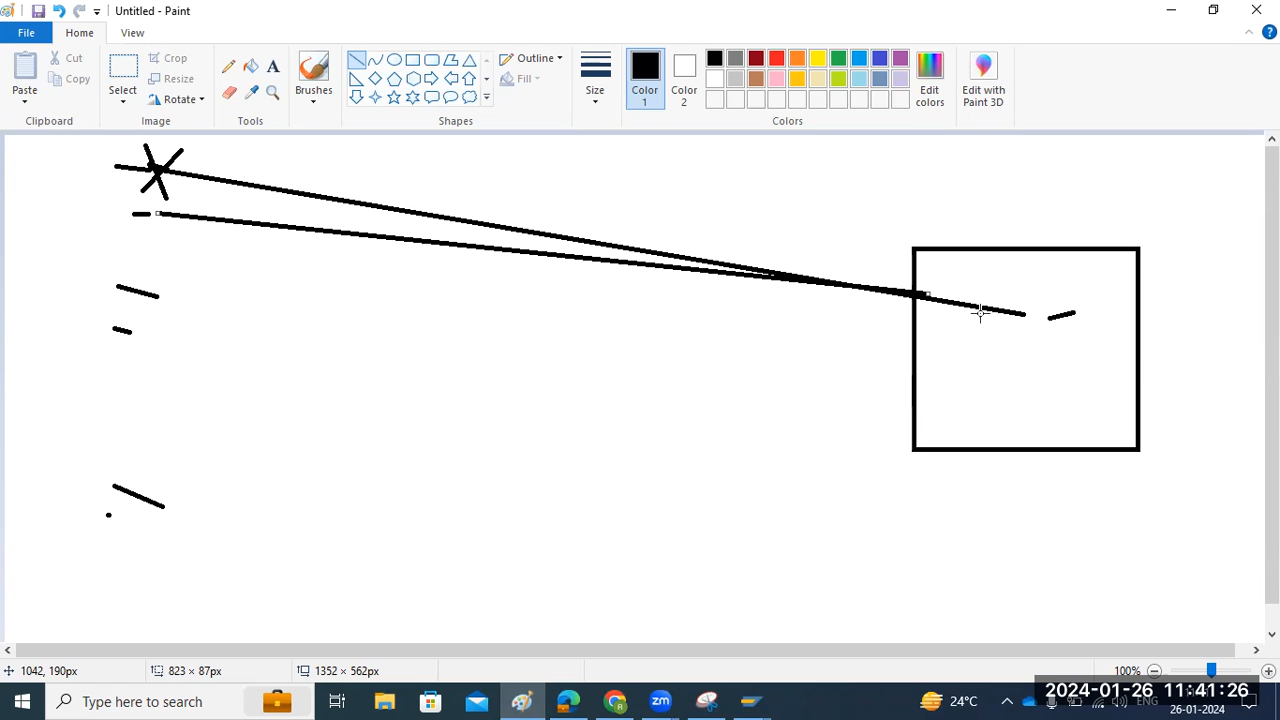 Untitled - Paint
File
Home
View
Paste
Cut
Copy
Clipboard
Select
Crop
Resize
Rotate
Image
A
Tools
Brushes
Outline
Fill
Shapes
Size
Color 1
Color 2
Edit colors
Colors
Edit with Paint 3D
1042, 190px
823 × 87px
1352 × 562px
100%
Type here to search
24°C
ENG
2024-01-26 11:41:26
26-01-2024